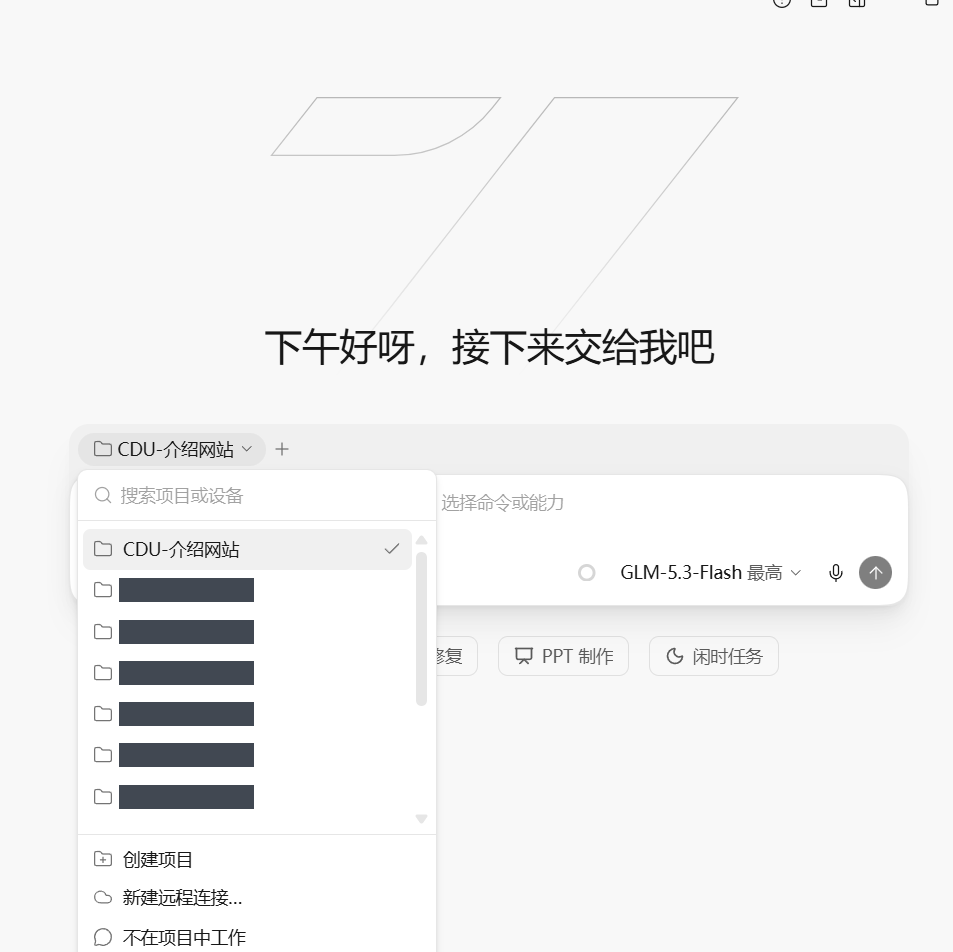 下午好呀，接下来交给我吧
CDU-介绍网站
搜索项目或设备
选择命令或能力
CDU-介绍网站
GLM-5.3-Flash 最高
修复
PPT 制作
闲时任务
创建项目
新建远程连接...
不在项目中工作